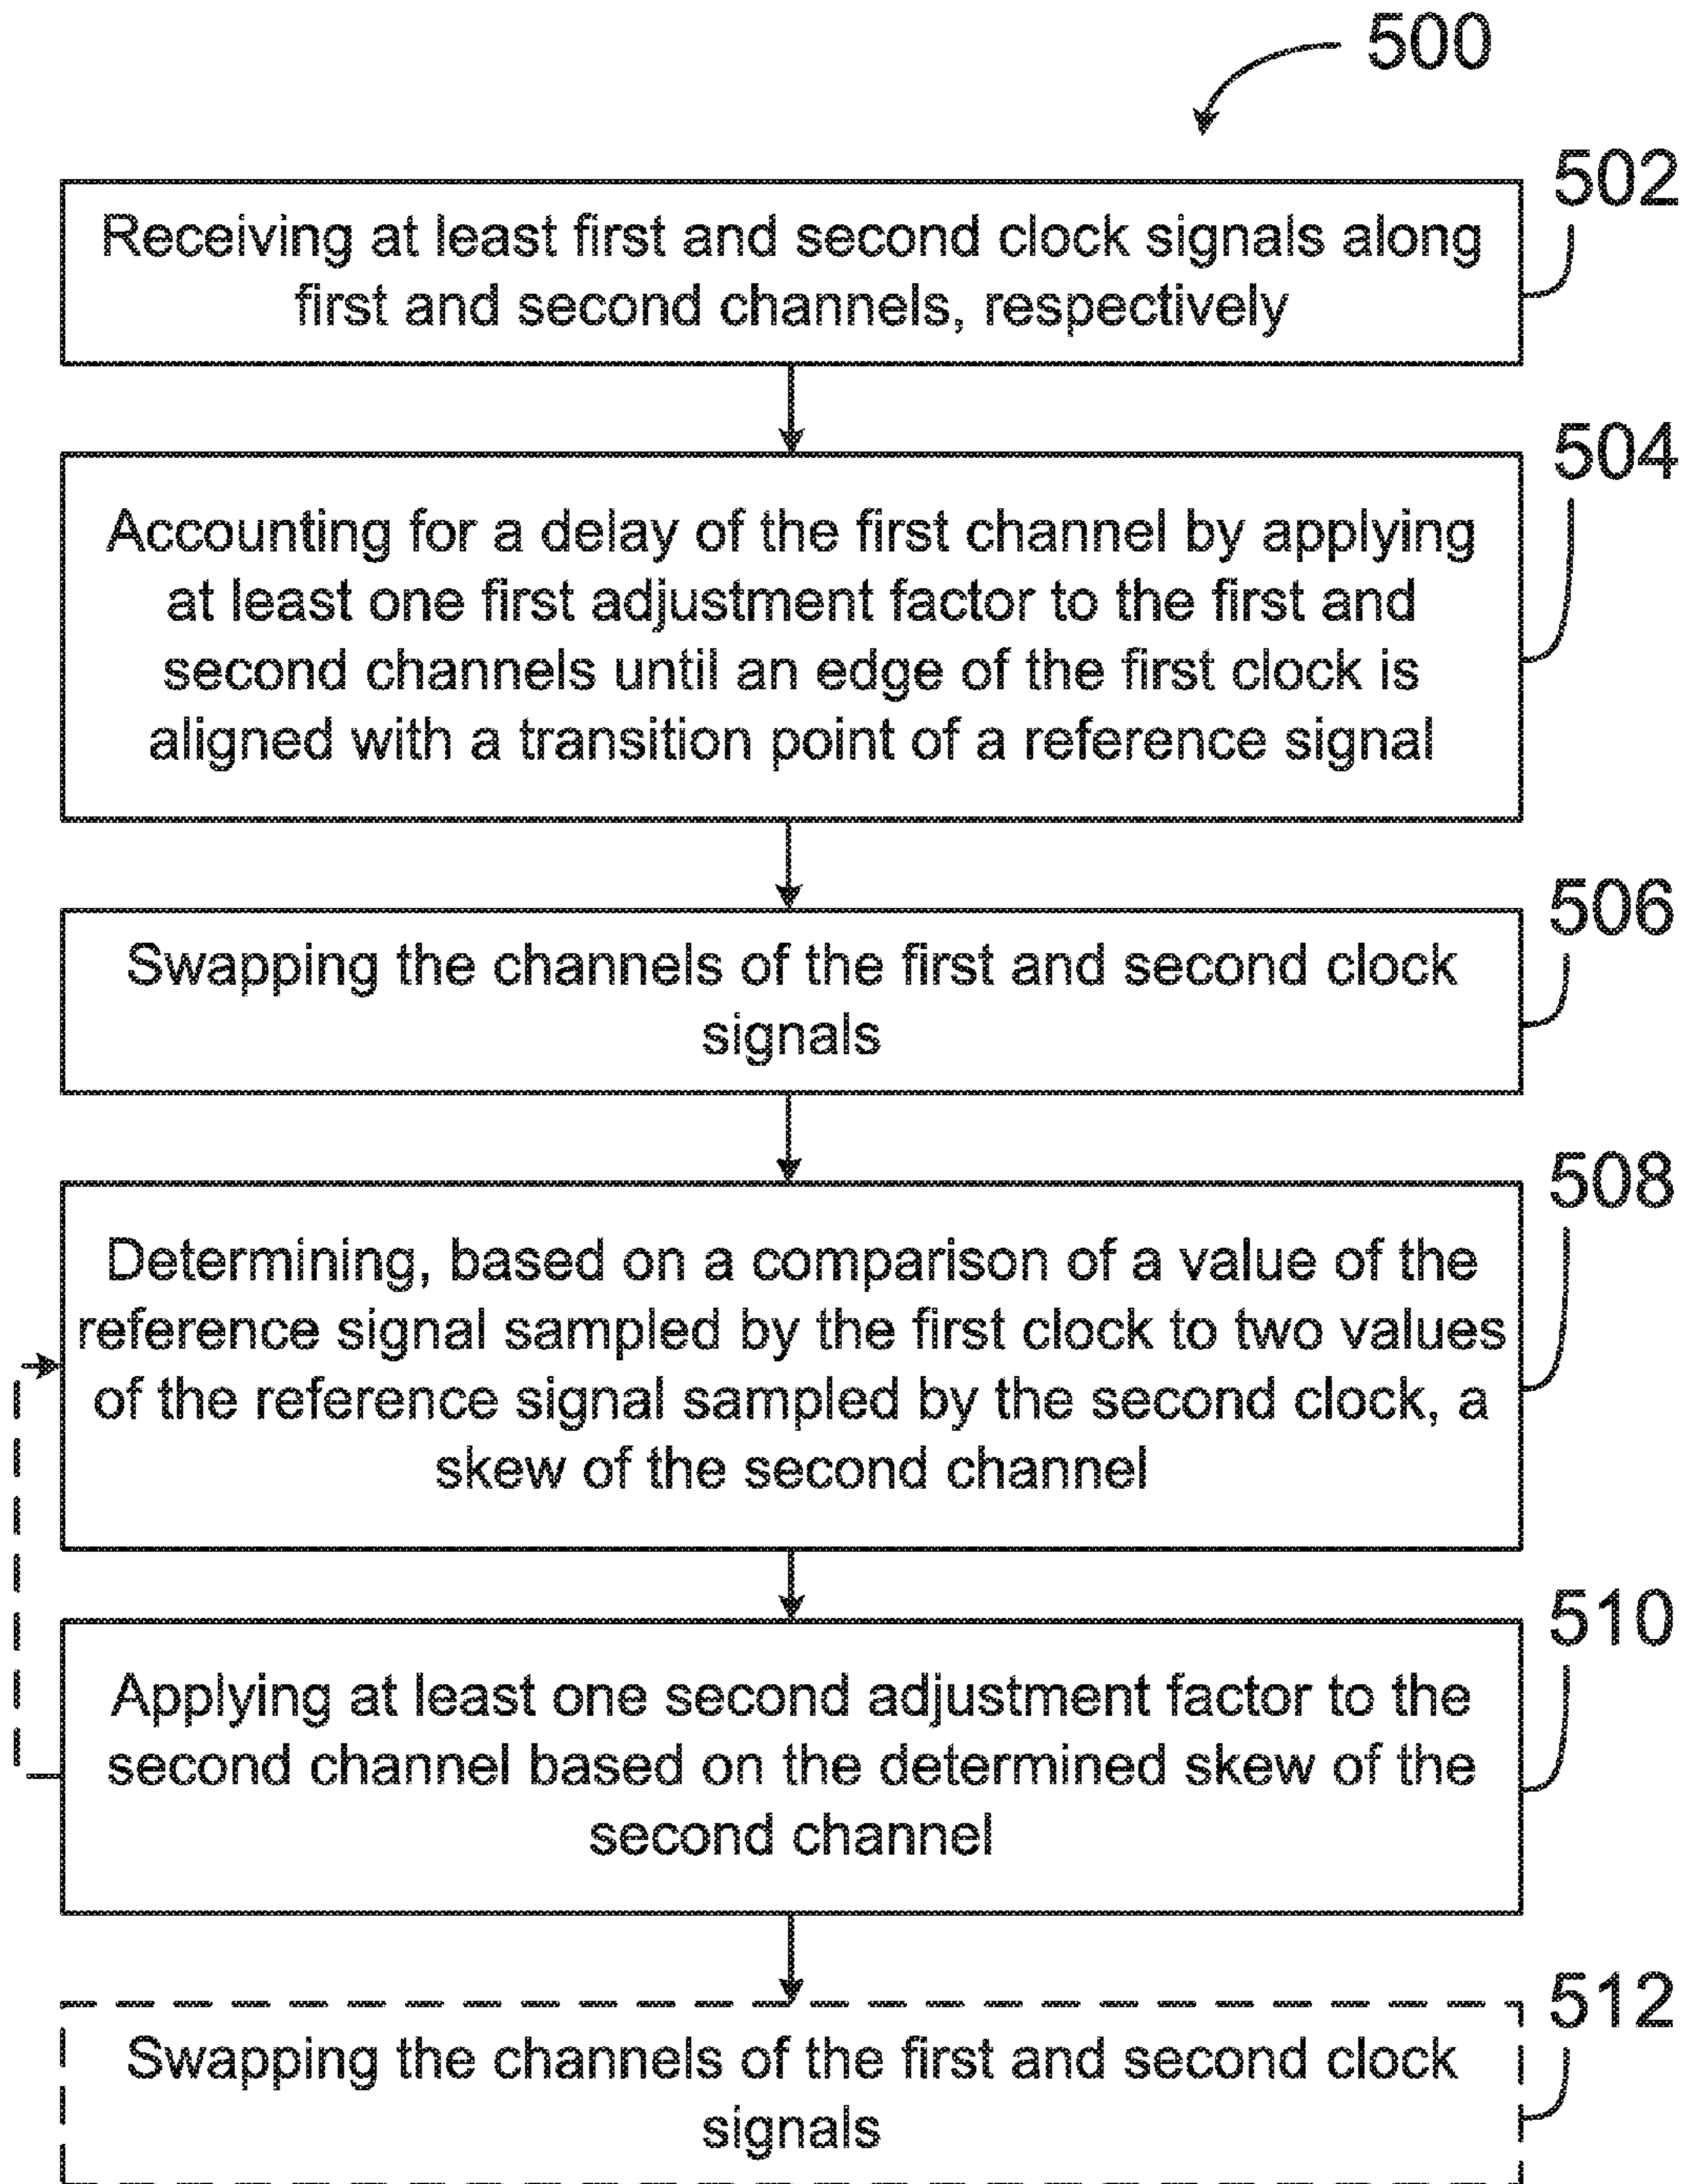 500
502
Receiving at least first and second clock signals along
first and second channels, respectively
504
Accounting for a delay of the first channel by applying
at least one first adjustment factor to the first and
second channels until an edge of the first clock is
aligned with a transition point of a reference signal
506
Swapping the channels of the first and second clock
signals
508
Determining, based on a comparison of a value of the
reference signal sampled by the first clock to two values
of the reference signal sampled by the second clock, a
skew of the second channel
510
Applying at least one second adjustment factor to the
second channel based on the determined skew of the
second channel
512
Swapping the channels of the first and second clock
signals